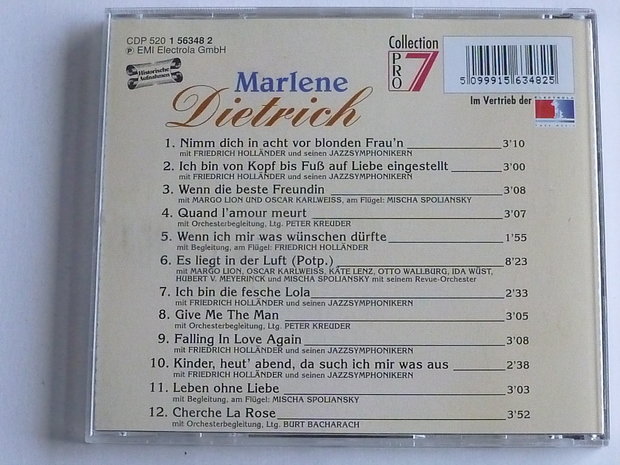 CDP 520 1 56348 2
Ⓟ EMI Electrola GmbH
Historische
Aufnahmen
Collection
PRO 7
5 099915 634825
Im Vertrieb der
Marlene
Dietrich
1. Nimm dich in acht vor blonden Frau'n 3'10
mit FRIEDRICH HOLLÄNDER und seinen JAZZSYMPHONIKERN
2. Ich bin von Kopf bis Fuß auf Liebe eingestellt 3'00
mit FRIEDRICH HOLLÄNDER und seinen JAZZSYMPHONIKERN
3. Wenn die beste Freundin 3'08
mit MARGO LION UND OSCAR KARLWEISS, am Flügel: MISCHA SPOLIANSKY
4. Quand l'amour meurt 3'07
mit Orchesterbegleitung, Ltg. PETER KREUDER
5. Wenn ich mir was wünschen dürfte 1'55
mit Begleitung, am Flügel: FRIEDRICH HOLLÄNDER
6. Es liegt in der Luft (Potp.) 8'23
mit MARGO LION, OSCAR KARLWEISS, KÄTE LENZ, OTTO WALLBURG, IDA WÜST,
HUBERT V. MEYERINCK und MISCHA SPOLIANSKY mit seinem Revue-Orchester
7. Ich bin die fesche Lola 2'33
mit FRIEDRICH HOLLÄNDER und seinen JAZZSYMPHONIKERN
8. Give Me The Man 3'05
mit Orchesterbegleitung, Ltg. PETER KREUDER
9. Falling In Love Again 3'08
mit FRIEDRICH HOLLÄNDER und seinen JAZZSYMPHONIKERN
10. Kinder, heut' abend, da such ich mir was aus 2'38
mit FRIEDRICH HOLLÄNDER und seinen JAZZSYMPHONIKERN
11. Leben ohne Liebe 3'03
mit Begleitung, am Flügel: MISCHA SPOLIANSKY
12. Cherche La Rose 3'52
mit Orchesterbegleitung, Ltg. BURT BACHARACH